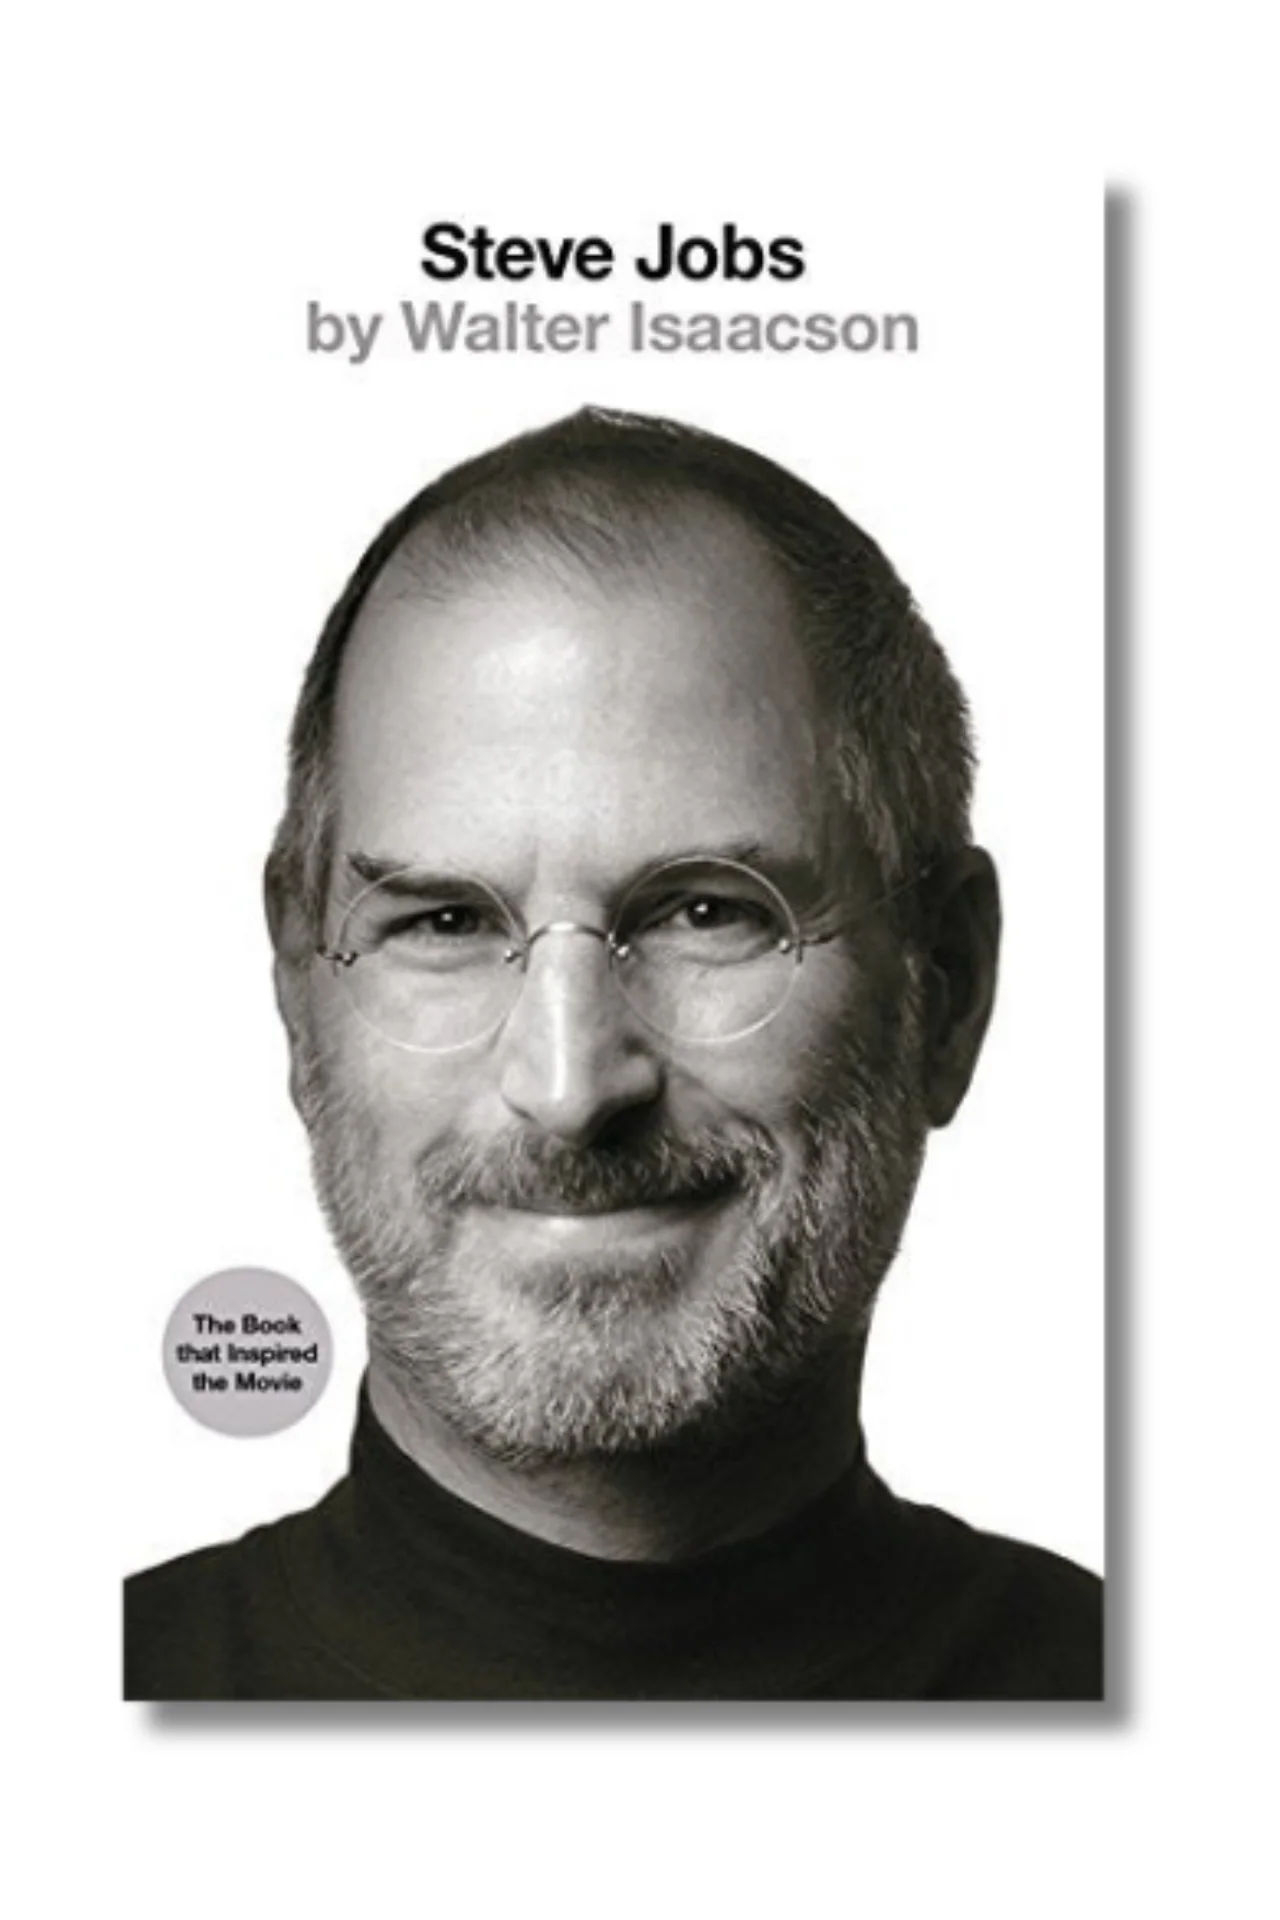 Steve Jobs
by Walter Isaacson
The Book
that Inspired
the Movie